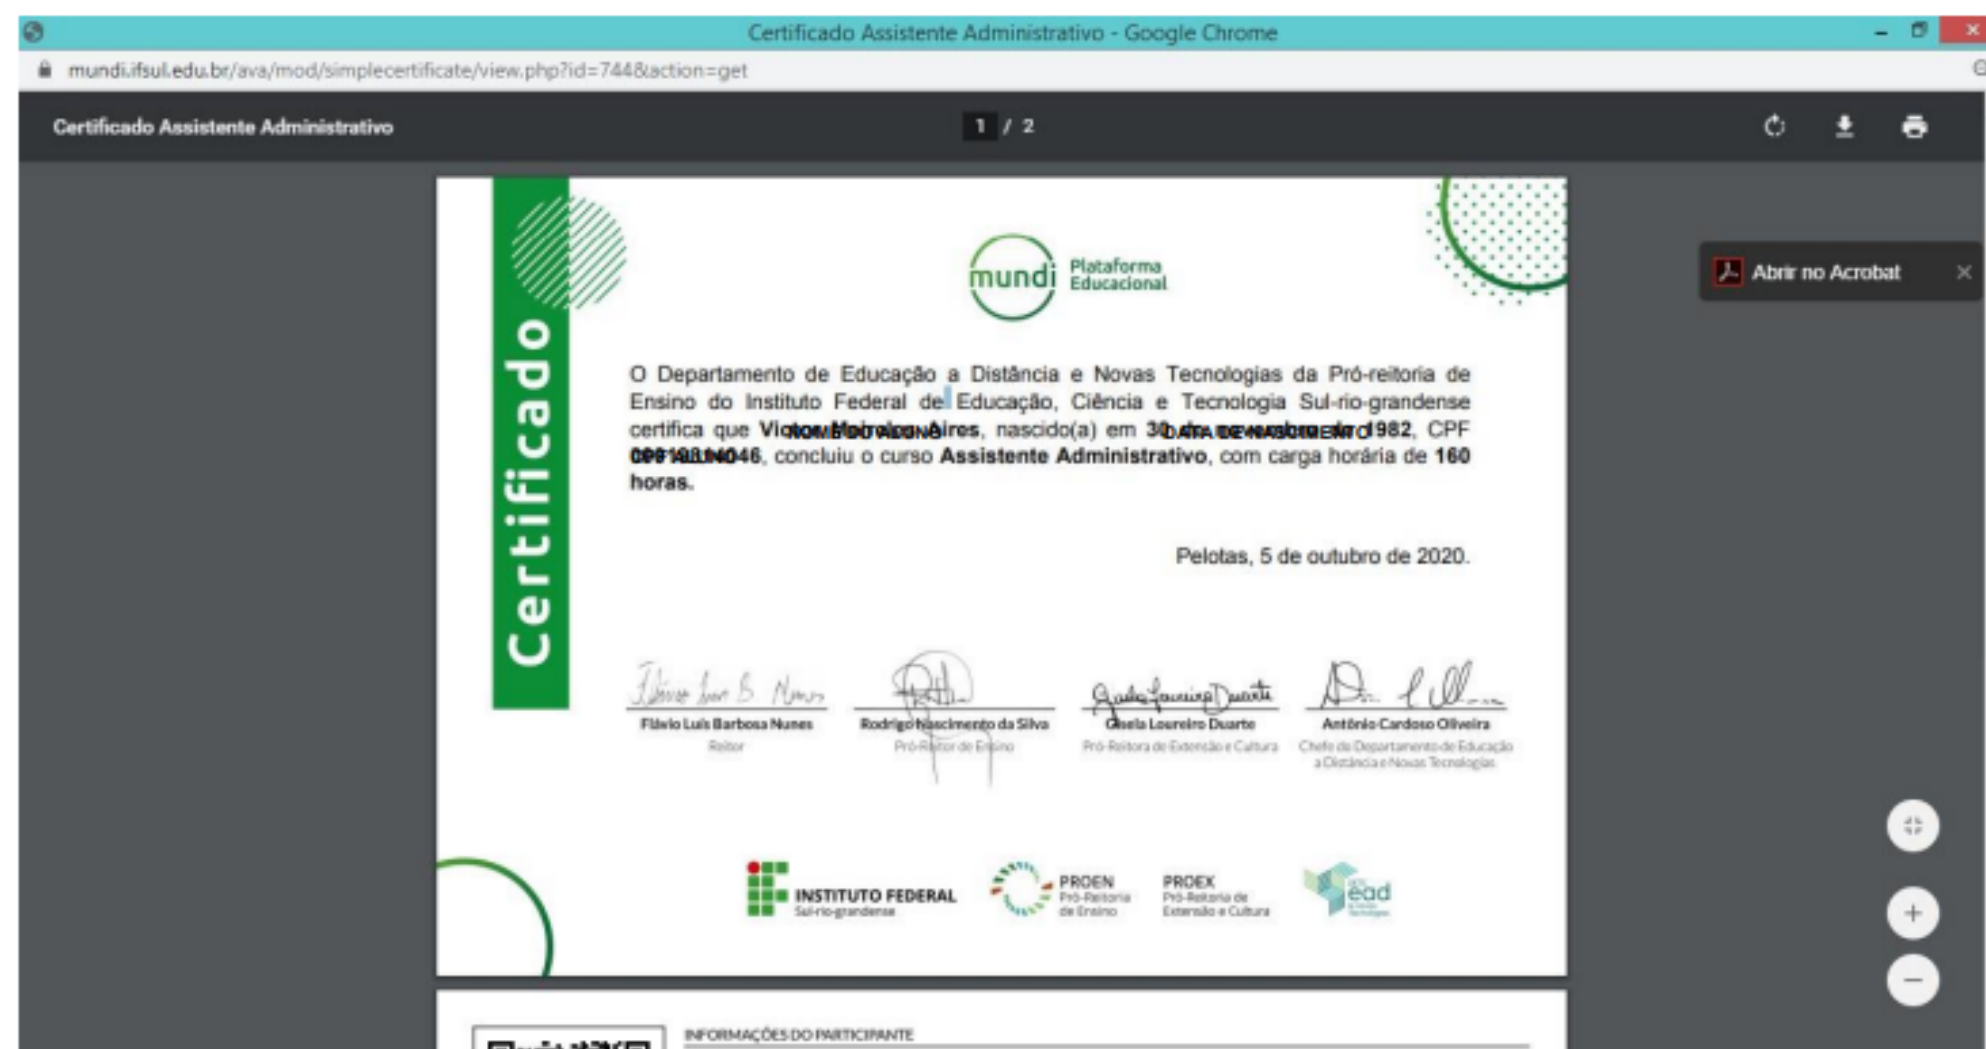 Certificado Assistente Administrativo - Google Chrome
mundi.ifsul.edu.br/ava/mod/simplecertificate/view.php?id=744&action=get
Certificado Assistente Administrativo
1 / 2
Abrir no Acrobat
Certificado
mundi Plataforma
Educacional
O Departamento de Educação a Distância e Novas Tecnologias da Pró-reitoria de
Ensino do Instituto Federal de Educação, Ciência e Tecnologia Sul-rio-grandense
certifica que Aires, nascido(a) em 1982, CPF
concluiu o curso Assistente Administrativo, com carga horária de 160
horas.
Pelotas, 5 de outubro de 2020.
Flávio Luis Barbosa Nunes
Reitor
Rodrigo Nascimento da Silva
Pró-Reitor de Ensino
Gisela Loureiro Duarte
Pró-Reitora de Extensão e Cultura
Antônio Cardoso Oliveira
Chefe do Departamento de Educação
a Distância e Novas Tecnologias
INSTITUTO FEDERAL
Sul-rio-grandense
PROEN
Pró-Reitoria
de Ensino
PROEX
Pró-Reitoria de
Extensão e Cultura
ead
INFORMAÇÕES DO PARTICIPANTE